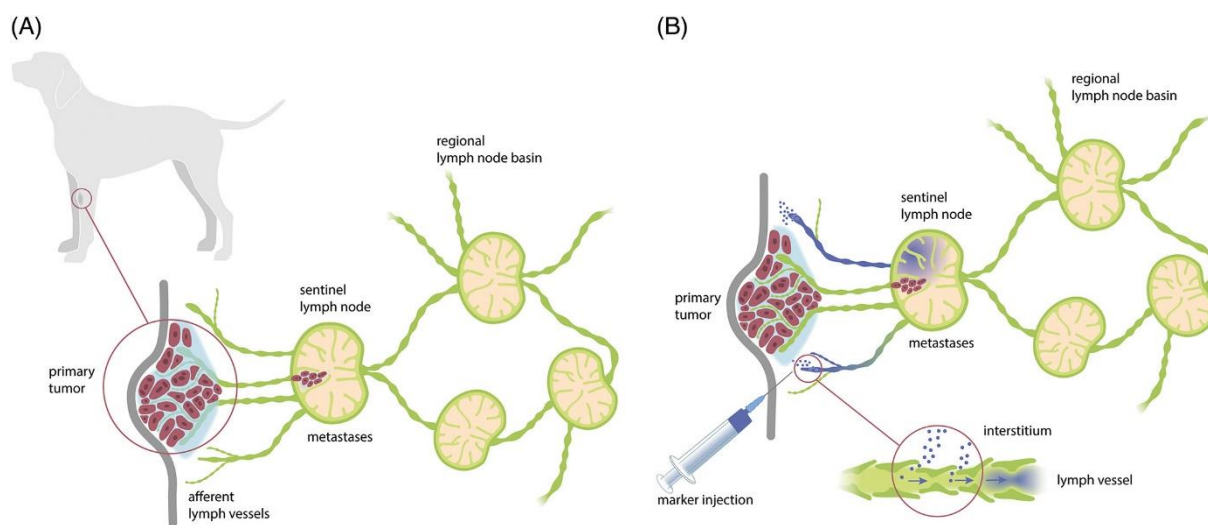 (A)
regional
lymph node basin
sentinel
lymph node
primary
tumor
metastases
afferent
lymph vessels
(B)
regional
lymph node basin
sentinel
lymph node
primary
tumor
metastases
interstitium
lymph vessel
marker injection